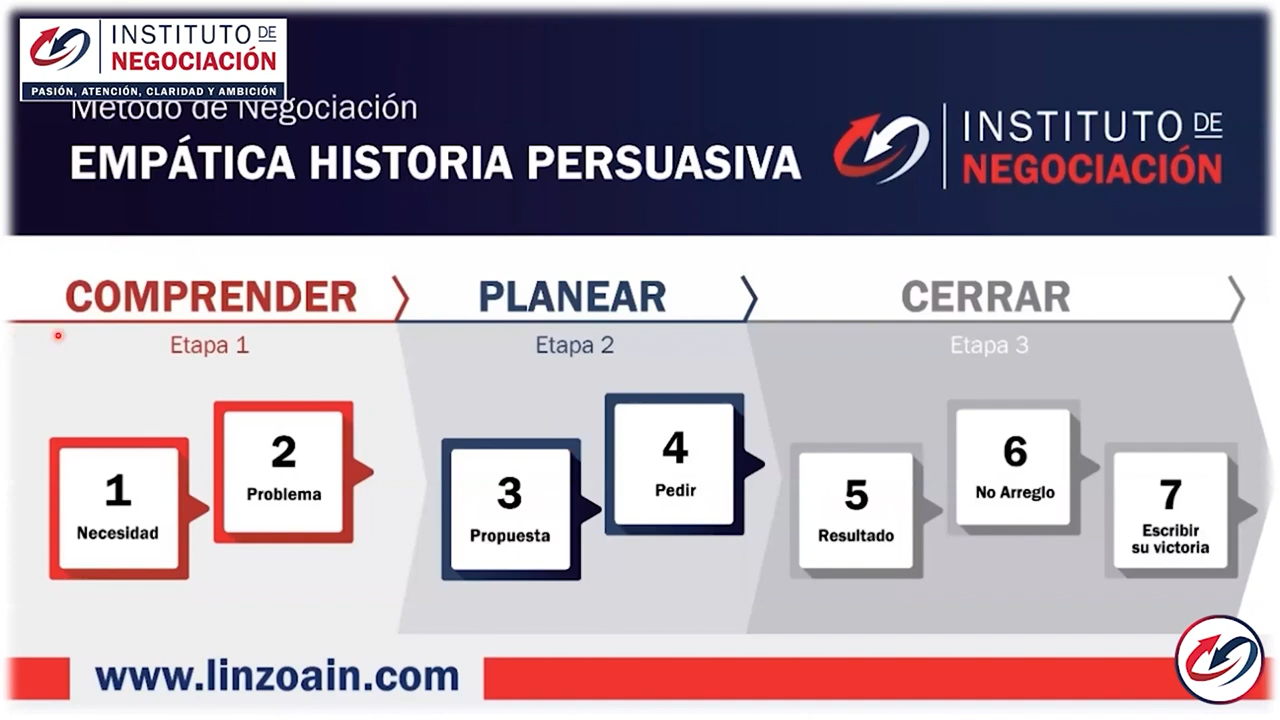 INSTITUTO DE
NEGOCIACIÓN
PASIÓN, ATENCIÓN, CLARIDAD Y AMBICIÓN
Método de Negociación
EMPÁTICA HISTORIA PERSUASIVA
INSTITUTO DE
NEGOCIACIÓN
COMPRENDER
PLANEAR
CERRAR
Etapa 1
Etapa 2
Etapa 3
1
Necesidad
2
Problema
3
Propuesta
4
Pedir
5
Resultado
6
No Arreglo
7
Escribir
su victoria
www.linzoain.com